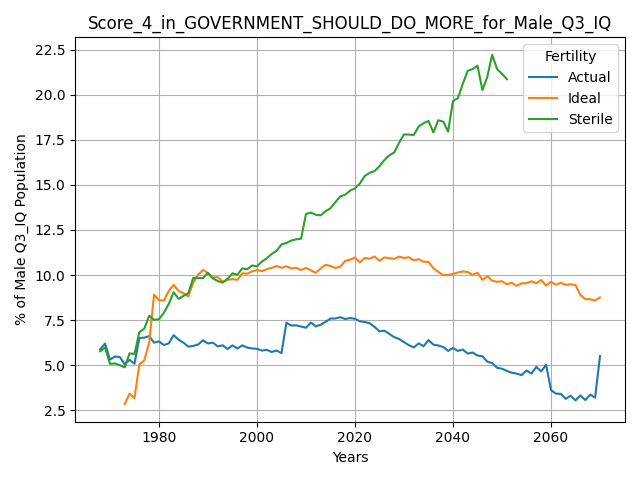 Score_4_in_GOVERNMENT_SHOULD_DO_MORE_for_Male_Q3_IQ
Fertility
Actual
Ideal
Sterile
% of Male Q3_IQ Population
22.5
20.0
17.5
15.0
12.5
10.0
7.5
5.0
2.5
1980
2000
2020
2040
2060
Years